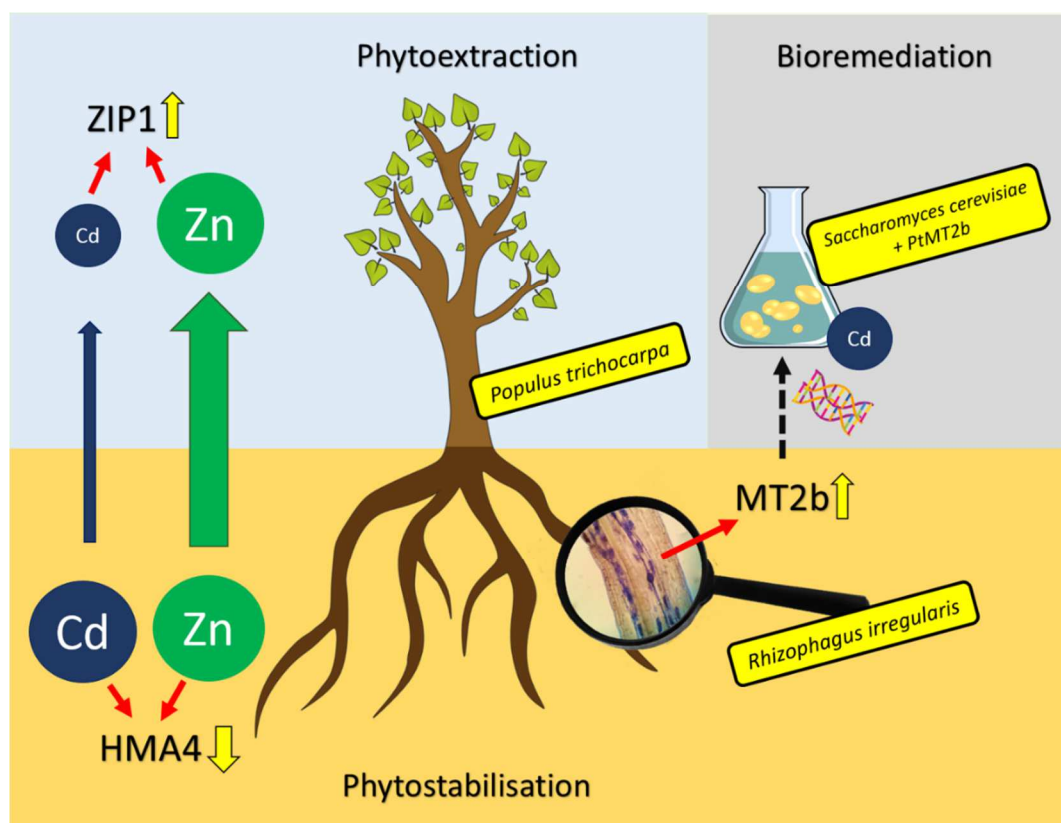 Phytoextraction
Bioremediation
ZIP1
Cd
Zn
Saccharomyces cerevisiae
+ PtMT2b
Cd
Populus trichocarpa
MT2b
Cd
Zn
Rhizophagus irregularis
HMA4
Phytostabilisation